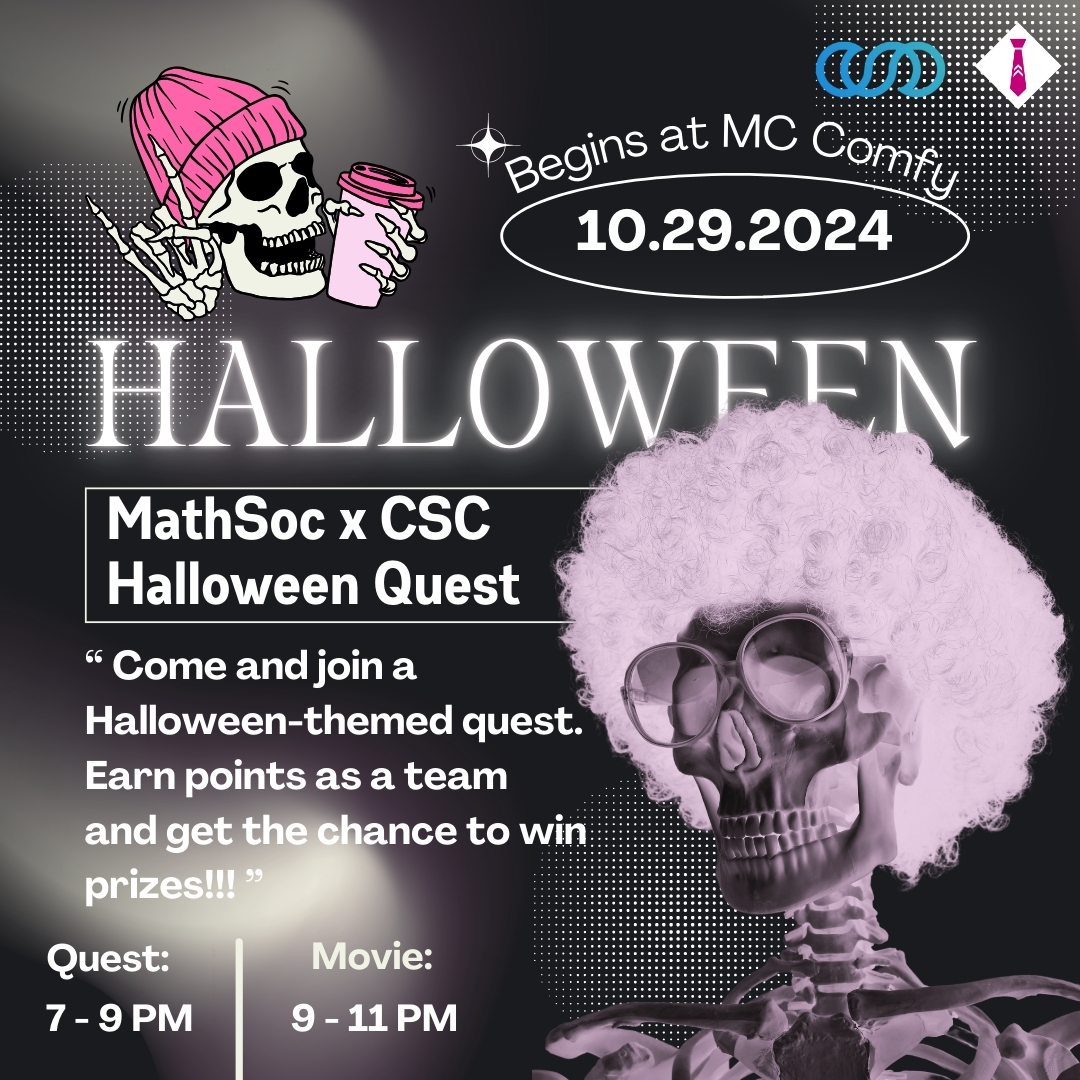 Begins at MC Comfy
10.29.2024
HALLOWEEN
MathSoc x CSC
Halloween Quest
“ Come and join a
Halloween-themed quest.
Earn points as a team
and get the chance to win
prizes!!! ”
Quest:
7 - 9 PM
Movie:
9 - 11 PM